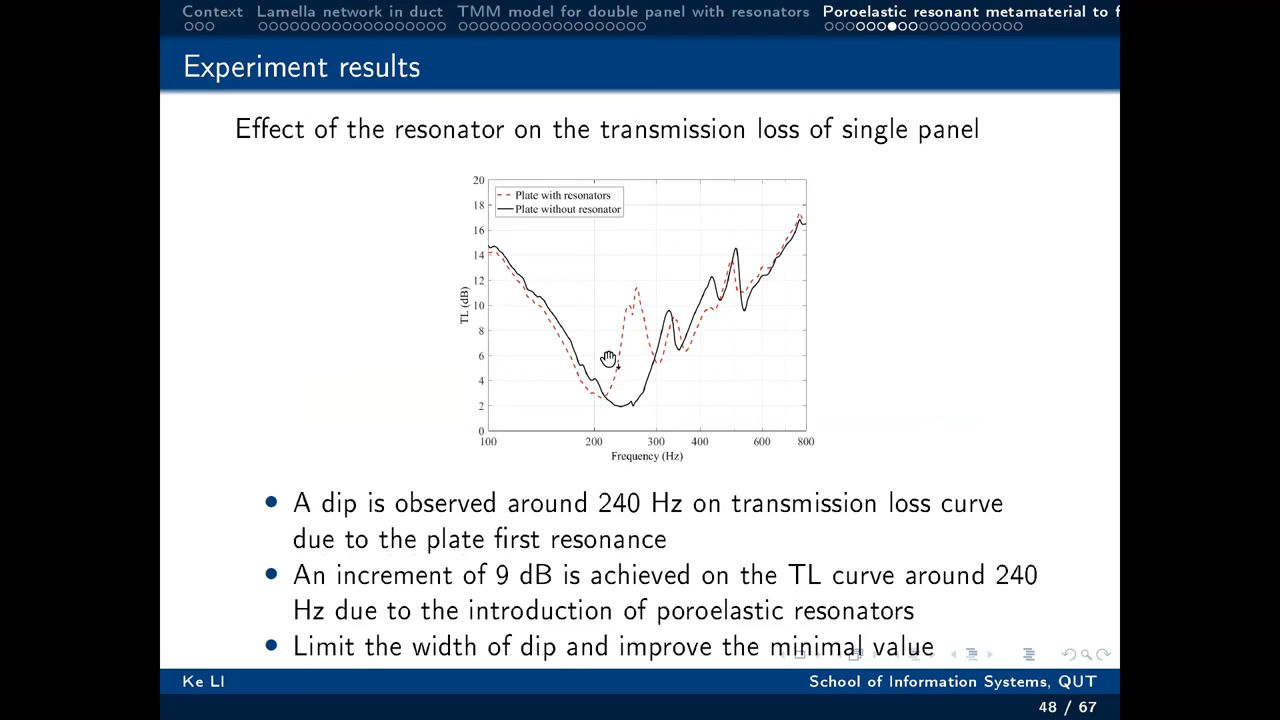 Context Lamella network in duct TMM model for double panel with resonators Poroelastic resonant metamaterial to f
Experiment results
Effect of the resonator on the transmission loss of single panel
20
18
16
14
12
10
8
6
4
2
0
TL (dB)
Plate with resonators
Plate without resonator
100 200 300 400 600 800
Frequency (Hz)
• A dip is observed around 240 Hz on transmission loss curve
due to the plate first resonance
• An increment of 9 dB is achieved on the TL curve around 240
Hz due to the introduction of poroelastic resonators
• Limit the width of dip and improve the minimal value
Ke LI School of Information Systems, QUT
48 / 67